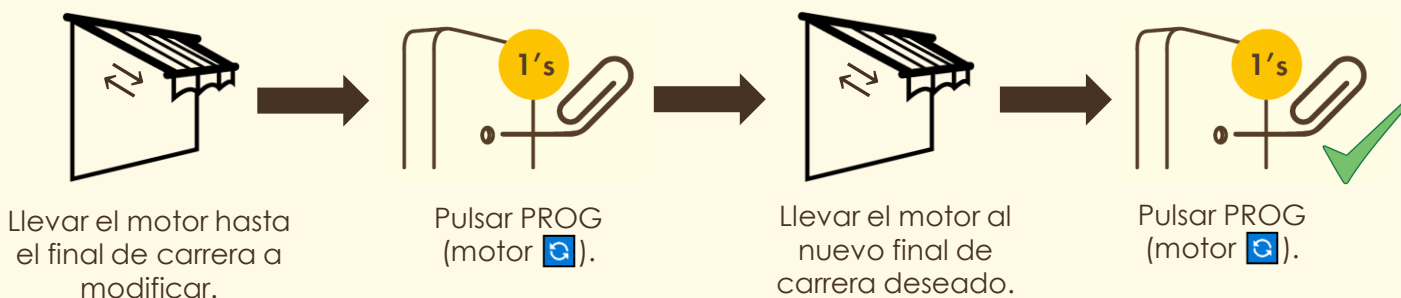 1's
1's
Llevar el motor hasta
el final de carrera a
modificar.
Pulsar PROG
(motor 🔄).
Llevar el motor al
nuevo final de
carrera deseado.
Pulsar PROG
(motor 🔄).